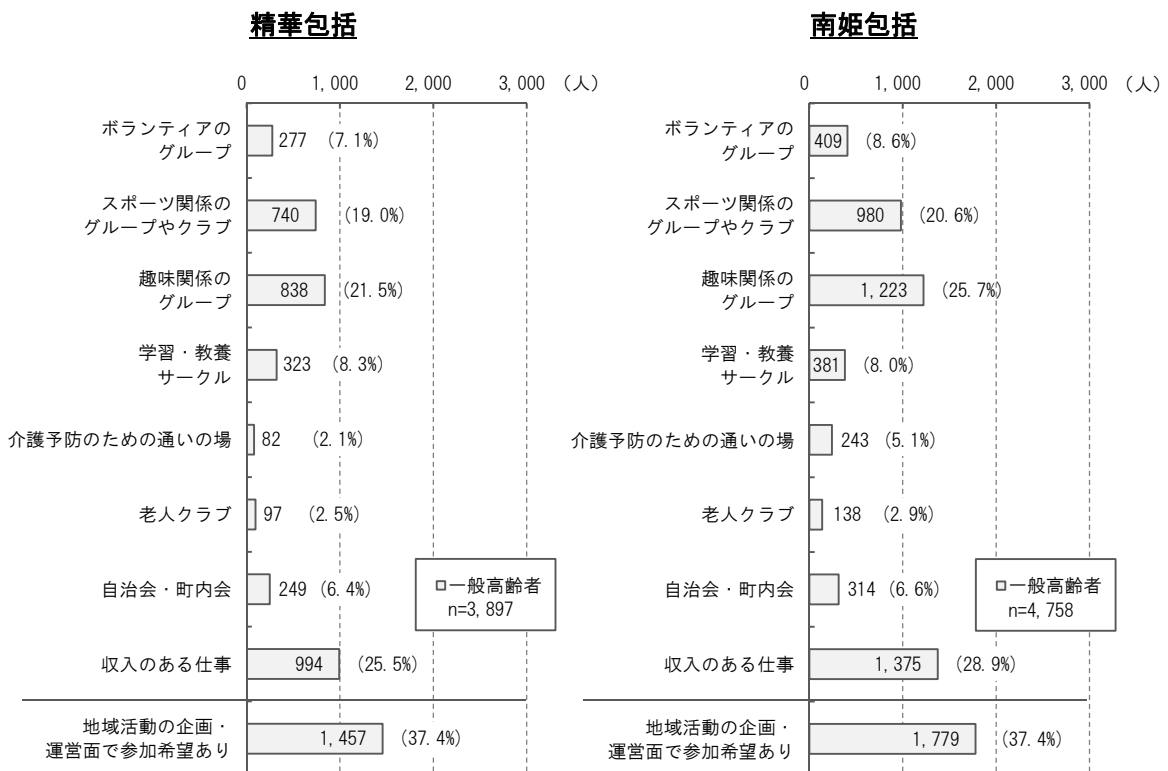 精華包括
0 1,000 2,000 3,000 (人)
ボランティアの
グループ
277 (7.1%)
スポーツ関係の
グループやクラブ
740 (19.0%)
趣味関係の
グループ
838 (21.5%)
学習・教養
サークル
323 (8.3%)
介護予防のための通いの場
82 (2.1%)
老人クラブ
97 (2.5%)
自治会・町内会
249 (6.4%)
収入のある仕事
994 (25.5%)
地域活動の企画・
運営面で参加希望あり
1,457 (37.4%)
一般高齢者
n=3,897
南姫包括
0 1,000 2,000 3,000 (人)
ボランティアの
グループ
409 (8.6%)
スポーツ関係の
グループやクラブ
980 (20.6%)
趣味関係の
グループ
1,223 (25.7%)
学習・教養
サークル
381 (8.0%)
介護予防のための通いの場
243 (5.1%)
老人クラブ
138 (2.9%)
自治会・町内会
314 (6.6%)
収入のある仕事
1,375 (28.9%)
地域活動の企画・
運営面で参加希望あり
1,779 (37.4%)
一般高齢者
n=4,758